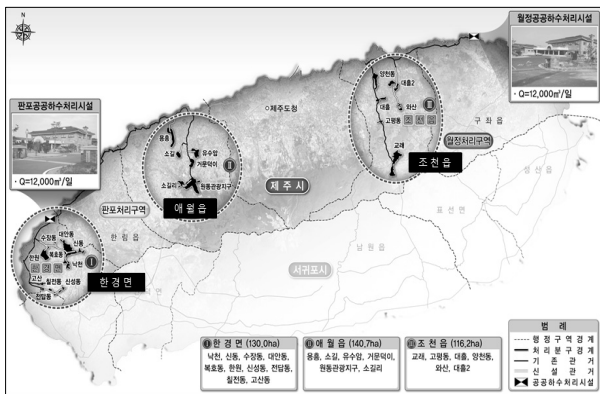 월정공공하수처리시설
· Q=12,000㎥/일
판포공공하수처리시설
· Q=12,000㎥/일
N
양천동
대흘2
대흘
와산
고평동
조천읍
Ⅲ
교래
조천읍
구좌읍
월정처리구역
성산읍
표선면
제주도청
용흥
소길
유수암
거문덕이
소길리
원동관광지구
Ⅱ
애월읍
제주시
판포처리구역
한림읍
남원읍
서귀포시
수장동
대안동
신동
한원
복호동
낙천
한경면
Ⅰ
고산
칠전동
신성동
전답동
한경면
Ⅰ한경면 (130.0ha)
낙천, 신동, 수장동, 대안동,
복호동, 한원, 신성동, 전답동,
칠전동, 고산동
Ⅱ애월읍 (140.7ha)
용흥, 소길, 유수암, 거문덕이,
원동관광지구, 소길리
Ⅲ조천읍 (116.2ha)
교래, 고평동, 대흘, 양천동,
와산, 대흘2
범례
행정구역경계
처리분구경계
기존관거
신설관거
공공하수처리시설